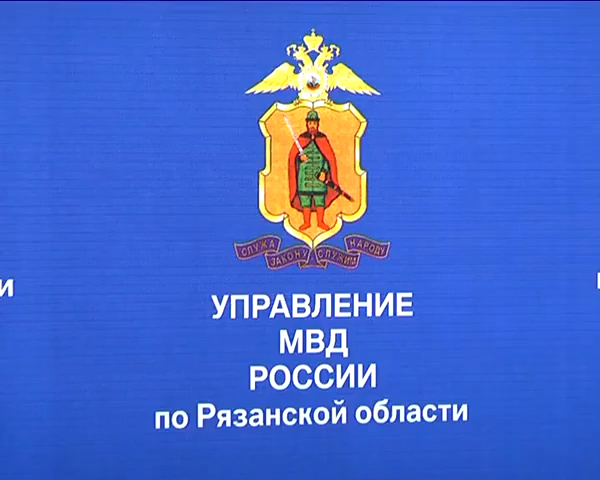 СЛУЖА ЗАКОНУ СЛУЖИМ НАРОДУ
и
УПРАВЛЕНИЕ
МВД
РОССИИ
по Рязанской области